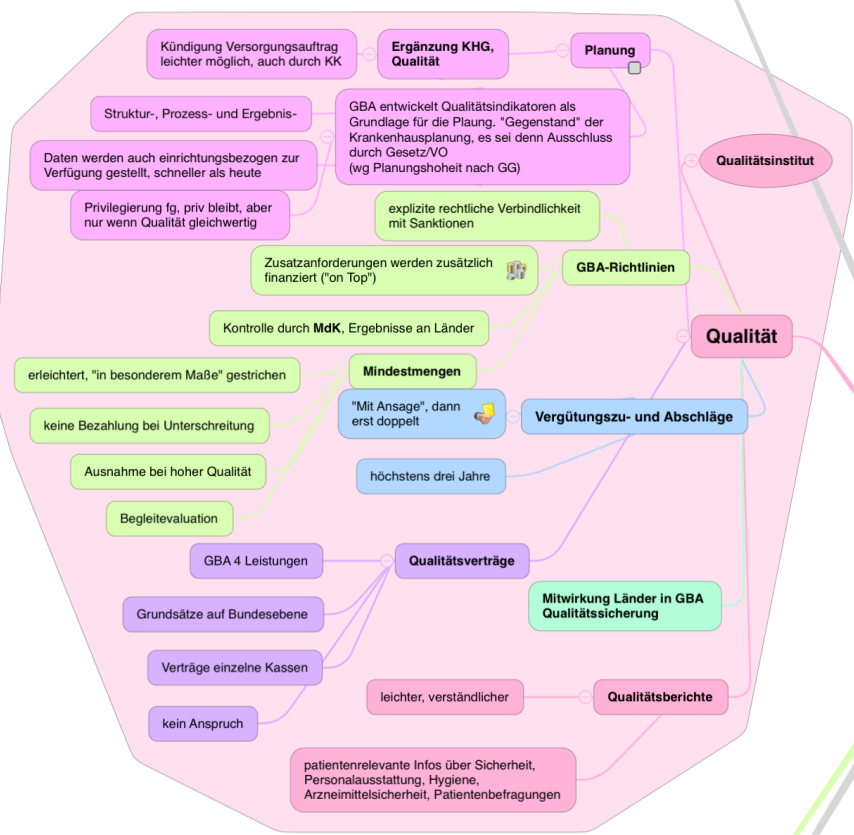 Kündigung Versorgungsauftrag
leichter möglich, auch durch KK
Ergänzung KHG,
Qualität
Planung
Struktur-, Prozess- und Ergebnis-
GBA entwickelt Qualitätsindikatoren als
Grundlage für die Plaung. "Gegenstand" der
Krankenhausplanung, es sei denn Ausschluss
durch Gesetz/VO
(wg Planungshoheit nach GG)
Daten werden auch einrichtungsbezogen zur
Verfügung gestellt, schneller als heute
Privilegierung fg, priv bleibt, aber
nur wenn Qualität gleichwertig
Qualitätsinstitut
explizite rechtliche Verbindlichkeit
mit Sanktionen
Zusatzanforderungen werden zusätzlich
finanziert ("on Top")
GBA-Richtlinien
Kontrolle durch MdK, Ergebnisse an Länder
Qualität
Mindestmengen
erleichtert, "in besonderem Maße" gestrichen
keine Bezahlung bei Unterschreitung
Ausnahme bei hoher Qualität
Begleitevaluation
"Mit Ansage", dann
erst doppelt
Vergütungszu- und Abschläge
höchstens drei Jahre
GBA 4 Leistungen
Qualitätsverträge
Grundsätze auf Bundesebene
Verträge einzelne Kassen
kein Anspruch
Mitwirkung Länder in GBA
Qualitätssicherung
leichter, verständlicher
Qualitätsberichte
patientenrelevante Infos über Sicherheit,
Personalausstattung, Hygiene,
Arzneimittelsicherheit, Patientenbefragungen